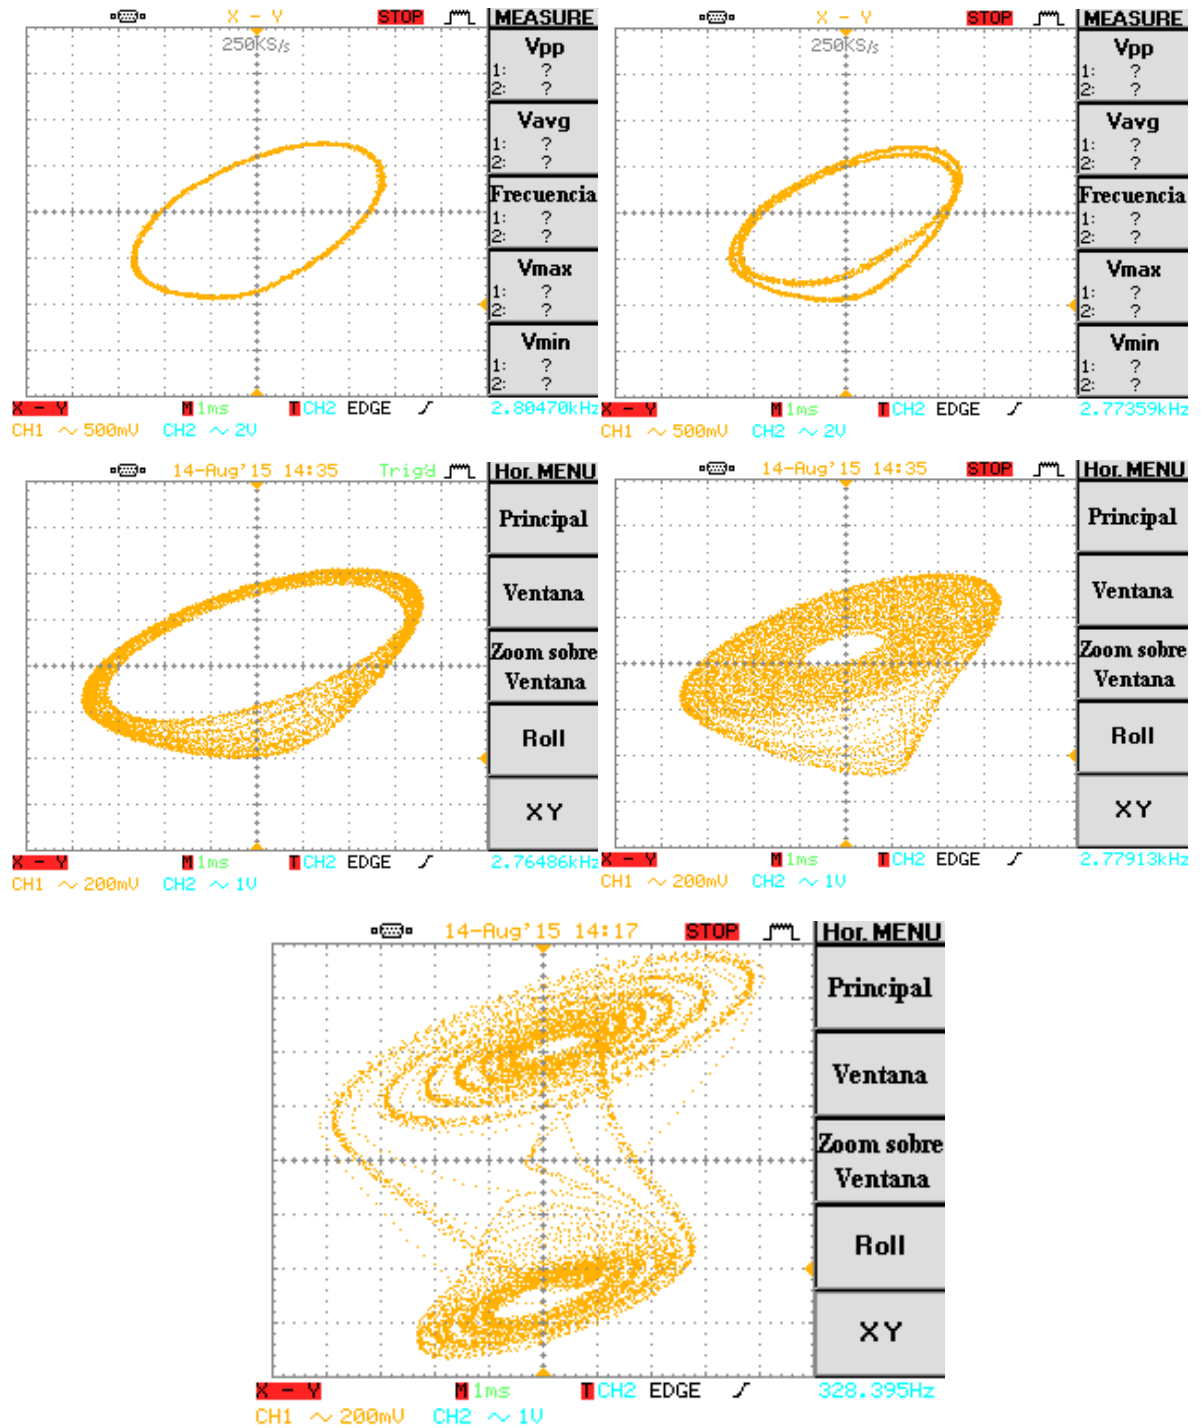 X - Y STOP MEASURE
250KS/s
Vpp
1: ?
2: ?
Vavg
1: ?
2: ?
Frecuencia
1: ?
2: ?
Vmax
1: ?
2: ?
Vmin
1: ?
2: ?
X - Y M 1ms T CH2 EDGE 2.80470kHz
CH1 ~ 500mV CH2 ~ 2V
X - Y STOP MEASURE
250KS/s
Vpp
1: ?
2: ?
Vavg
1: ?
2: ?
Frecuencia
1: ?
2: ?
Vmax
1: ?
2: ?
Vmin
1: ?
2: ?
X - Y M 1ms T CH2 EDGE 2.77359kHz
CH1 ~ 500mV CH2 ~ 2V
14-Aug'15 14:35 Trig'd Hor. MENU
Principal
Ventana
Zoom sobre
Ventana
Roll
XY
X - Y M 1ms T CH2 EDGE 2.76486kHz
CH1 ~ 200mV CH2 ~ 1V
14-Aug'15 14:35 STOP Hor. MENU
Principal
Ventana
Zoom sobre
Ventana
Roll
XY
X - Y M 1ms T CH2 EDGE 2.77913kHz
CH1 ~ 200mV CH2 ~ 1V
14-Aug'15 14:17 STOP Hor. MENU
Principal
Ventana
Zoom sobre
Ventana
Roll
XY
X - Y M 1ms T CH2 EDGE 328.395Hz
CH1 ~ 200mV CH2 ~ 1V